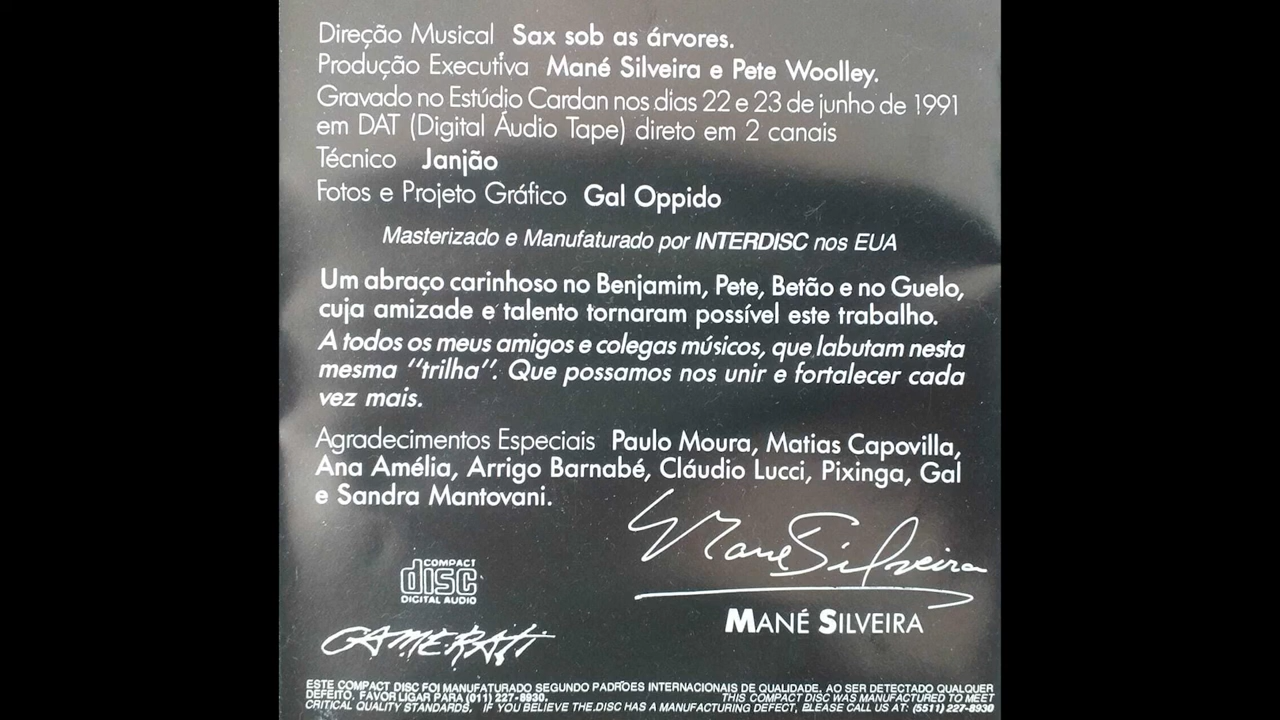 Direção Musical Sax sob as árvores.
Produção Executiva Mané Silveira e Pete Woolley.
Gravado no Estúdio Cardan nos dias 22 e 23 de junho de 1991
em DAT (Digital Áudio Tape) direto em 2 canais
Técnico Janjão
Fotos e Projeto Gráfico Gal Oppido
Masterizado e Manufaturado por INTERDISC nos EUA
Um abraço carinhoso no Benjamim, Pete, Betão e no Guelo,
cuja amizade e talento tornaram possível este trabalho.
A todos os meus amigos e colegas músicos, que labutam nesta
mesma "trilha". Que possamos nos unir e fortalecer cada
vez mais.
Agradecimentos Especiais Paulo Moura, Matias Capovilla,
Ana Amélia, Arrigo Barnabé, Cláudio Lucci, Pixinga, Gal
e Sandra Mantovani.
Mané Silveira
MANÉ SILVEIRA
COMPACT
disc
DIGITAL AUDIO
CAMERATI
ESTE COMPACT DISC FOI MANUFATURADO SEGUNDO PADRÕES INTERNACIONAIS DE QUALIDADE. AO SER DETECTADO QUALQUER
DEFEITO, FAVOR LIGAR PARA (011) 227-8930. THIS COMPACT DISC WAS MANUFACTURED TO MEET
CRITICAL QUALITY STANDARDS, IF YOU BELIEVE THE DISC HAS A MANUFACTURING DEFECT, PLEASE CALL US AT: (5511) 227-8930